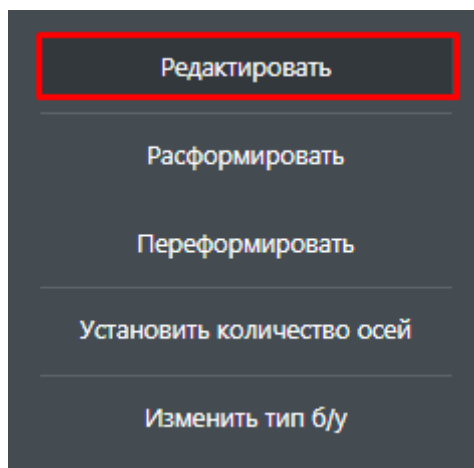 Редактировать
Расформировать
Переформировать
Установить количество осей
Изменить тип б/у